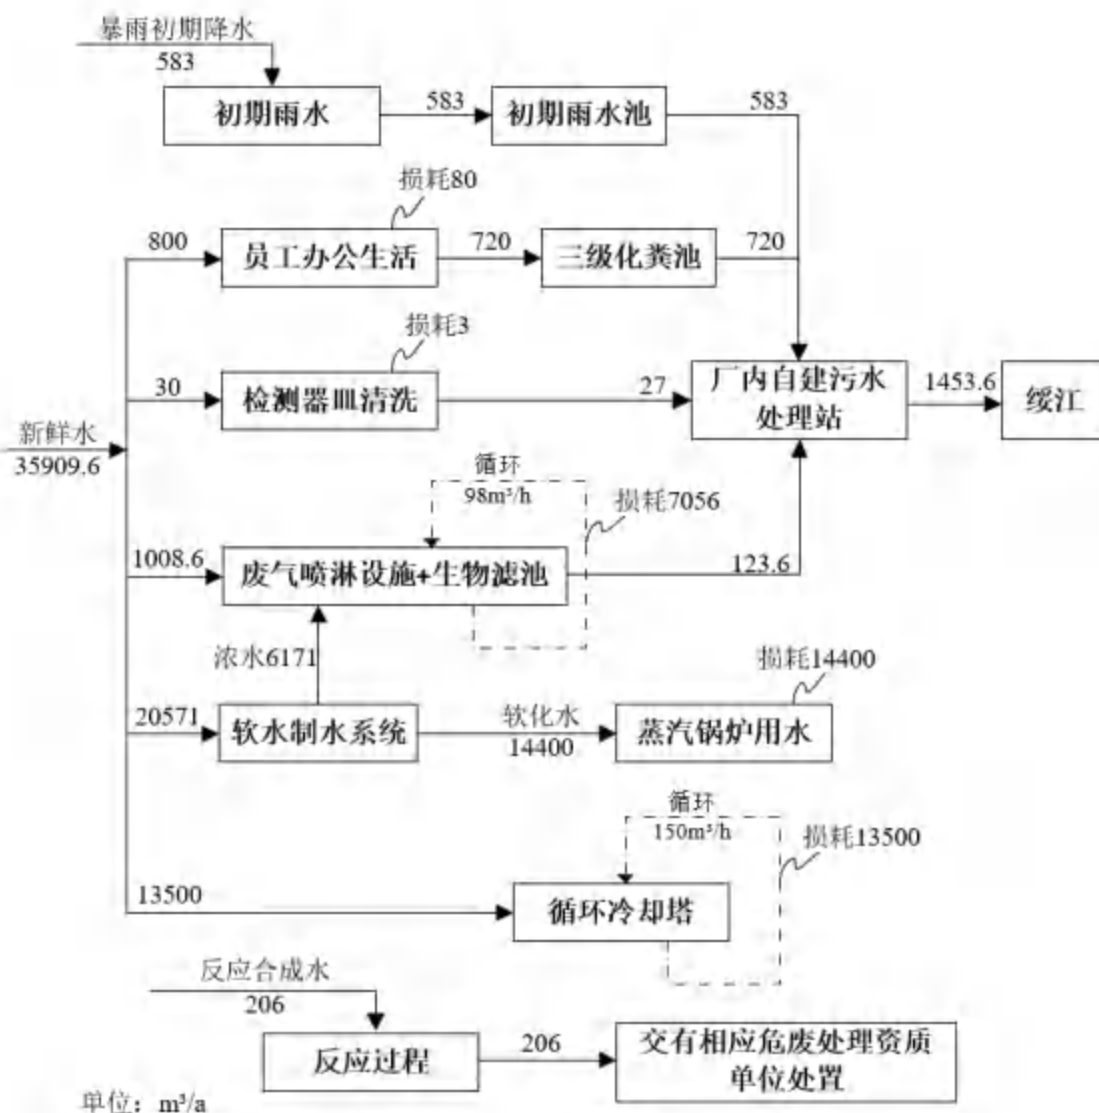 暴雨初期降水
583
初期雨水
583
初期雨水池
583
损耗80
800
员工办公生活
720
三级化粪池
720
损耗3
30
检测器皿清洗
27
厂内自建污水
处理站
1453.6
绥江
新鲜水
35909.6
循环
98m³/h
损耗7056
1008.6
废气喷淋设施+生物滤池
123.6
浓水6171
损耗14400
20571
软水制水系统
软化水
14400
蒸汽锅炉用水
循环
150m³/h
损耗13500
13500
循环冷却塔
反应合成水
206
反应过程
206
交有相应危废处理资质
单位处置
单位：m³/a